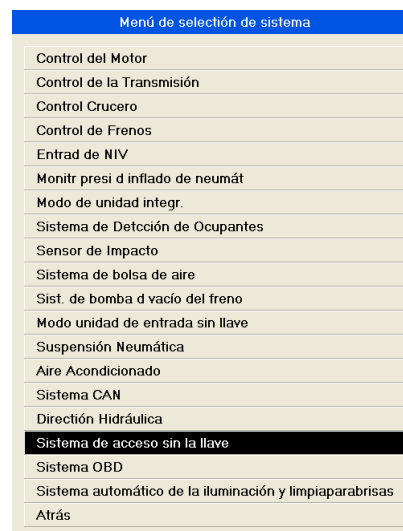 Menú de selectión de sistema
Control del Motor
Control de la Transmisión
Control Crucero
Control de Frenos
Entrad de NIV
Monitr presi d inflado de neumát
Modo de unidad integr.
Sistema de Detcción de Ocupantes
Sensor de Impacto
Sistema de bolsa de aire
Sist. de bomba d vacío del freno
Modo unidad de entrada sin llave
Suspensión Neumática
Aire Acondicionado
Sistema CAN
Directión Hidráulica
Sistema de acceso sin la llave
Sistema OBD
Sistema automático de la iluminación y limpiaparabrisas
Atrás